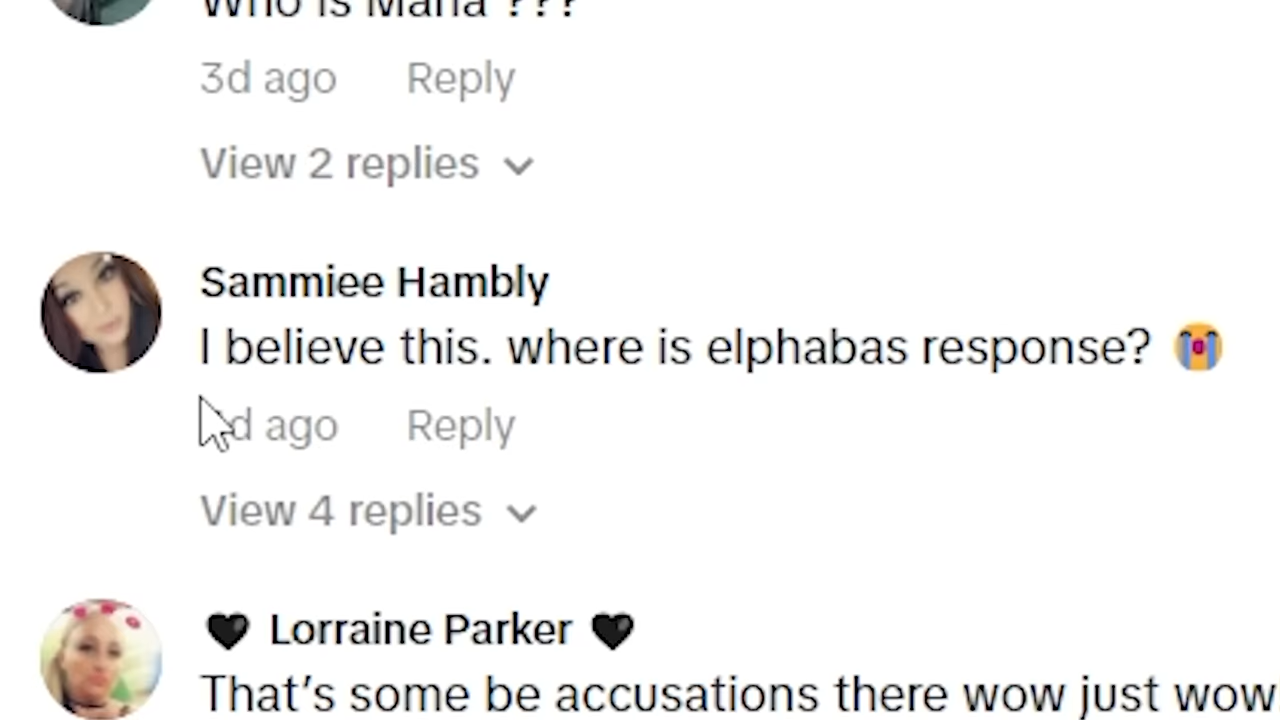 Who is Maria ???
3d ago Reply
View 2 replies
Sammiee Hambly
I believe this. where is elphabas response? 😭
d ago Reply
View 4 replies
🖤 Lorraine Parker 🖤
That's some be accusations there wow just wow